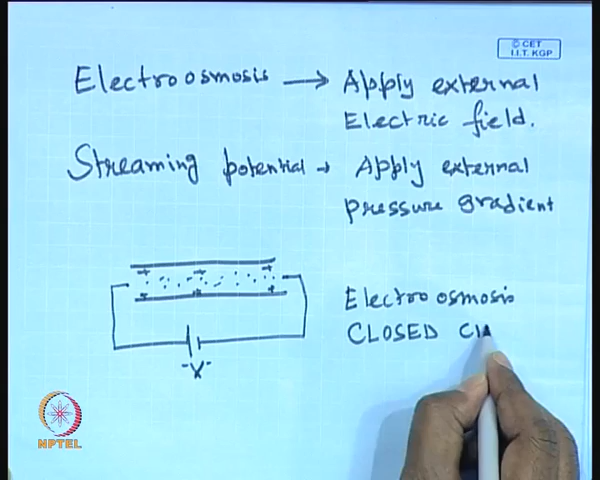 © CET
I.I.T. KGP
Electroosmosis → Apply external
Electric field.
Streaming potential → Apply external
pressure gradient
Electroosmosis
CLOSED CI
-V-
NPTEL